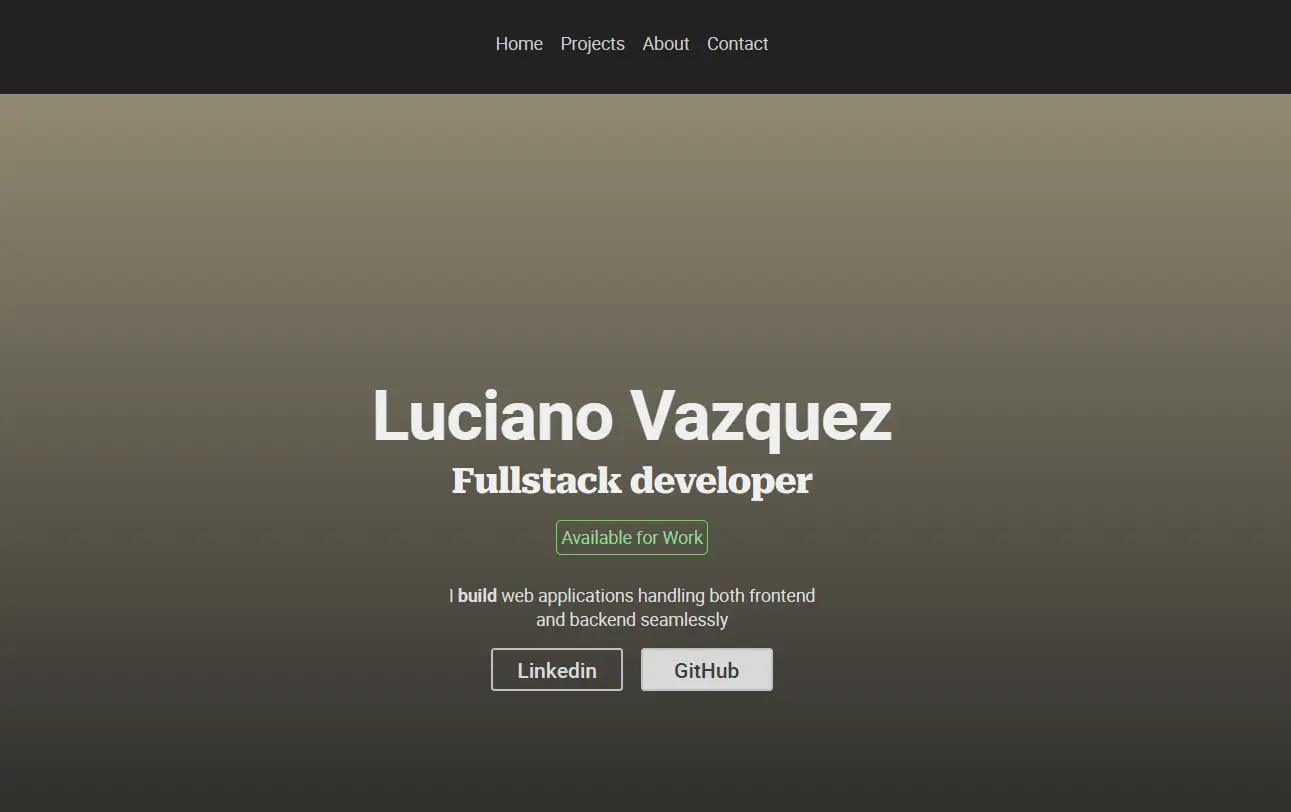 Home Projects About Contact
Luciano Vazquez
Fullstack developer
Available for Work
I build web applications handling both frontend
and backend seamlessly
Linkedin GitHub